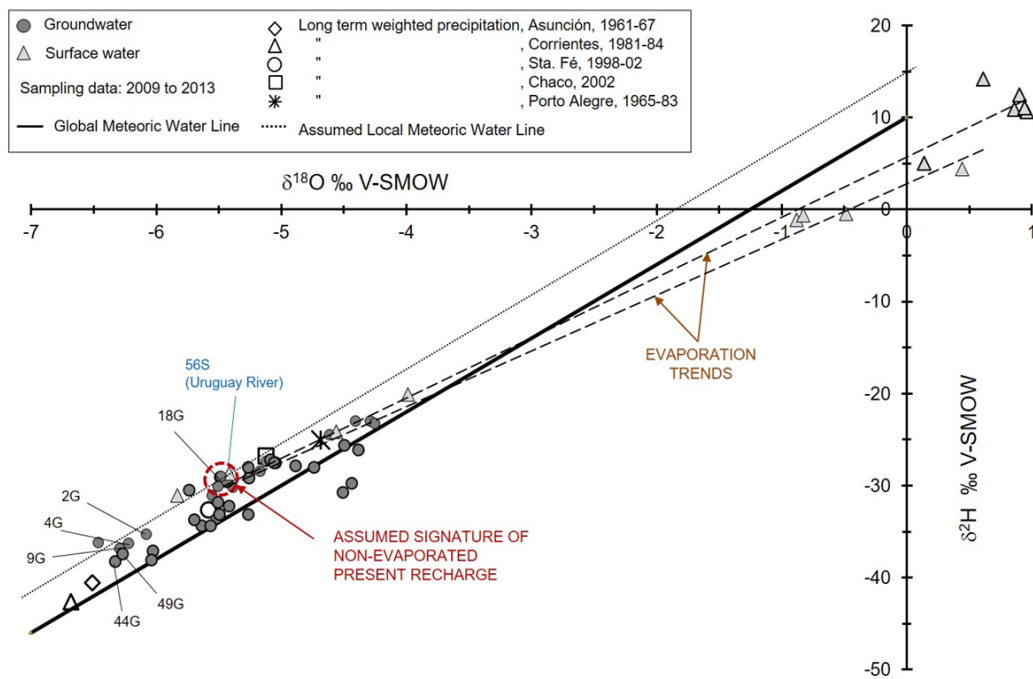 Groundwater
Surface water
Sampling data: 2009 to 2013
Long term weighted precipitation, Asunción, 1961-67
" , Corrientes, 1981-84
" , Sta. Fé, 1998-02
" , Chaco, 2002
" , Porto Alegre, 1965-83
Global Meteoric Water Line
Assumed Local Meteoric Water Line
δ¹⁸O ‰ V-SMOW
-7 -6 -5 -4 -3 -2 -1 0 1
20
10
0
-10
-20
-30
-40
-50
δ²H ‰ V-SMOW
EVAPORATION
TRENDS
56S
(Uruguay River)
18G
2G
4G
9G
44G
49G
ASSUMED SIGNATURE OF
NON-EVAPORATED
PRESENT RECHARGE